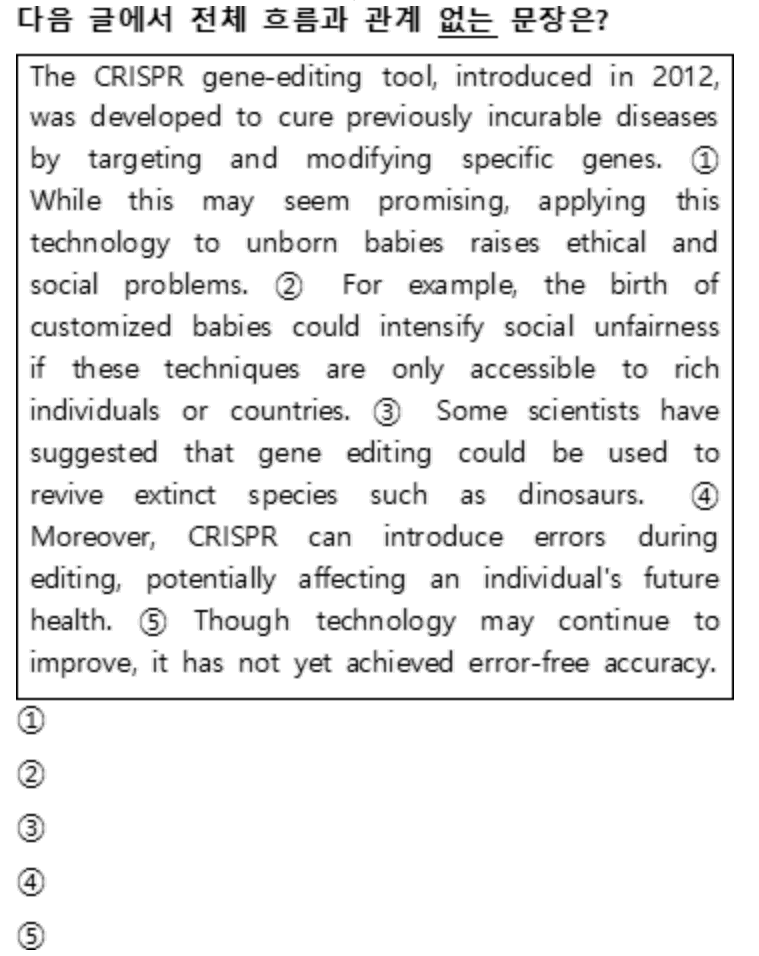 다음 글에서 전체 흐름과 관계 없는 문장은?
The CRISPR gene-editing tool, introduced in 2012,
was developed to cure previously incurable diseases
by targeting and modifying specific genes. ①
While this may seem promising, applying this
technology to unborn babies raises ethical and
social problems. ② For example, the birth of
customized babies could intensify social unfairness
if these techniques are only accessible to rich
individuals or countries. ③ Some scientists have
suggested that gene editing could be used to
revive extinct species such as dinosaurs. ④
Moreover, CRISPR can introduce errors during
editing, potentially affecting an individual's future
health. ⑤ Though technology may continue to
improve, it has not yet achieved error-free accuracy.
①
②
③
④
⑤